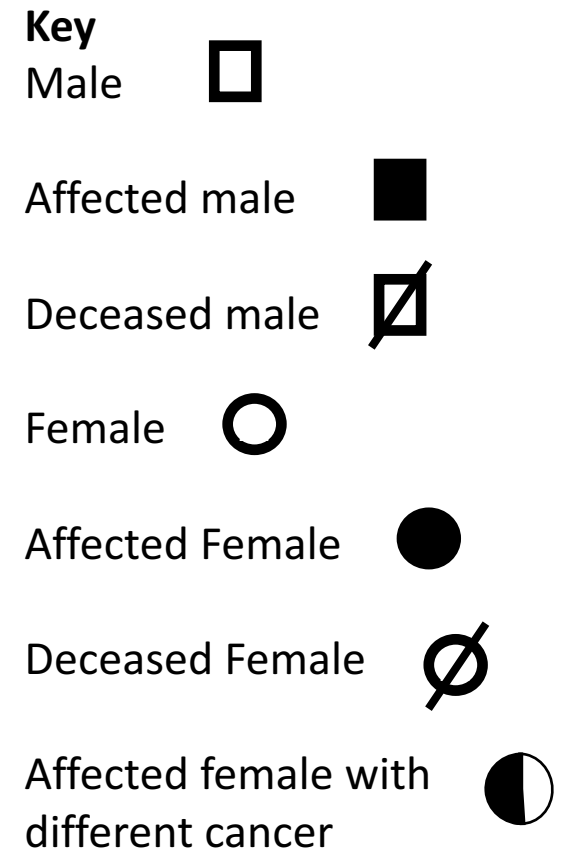 Key
Male
Affected male
Deceased male
Female
Affected Female
Deceased Female
Affected female with
different cancer